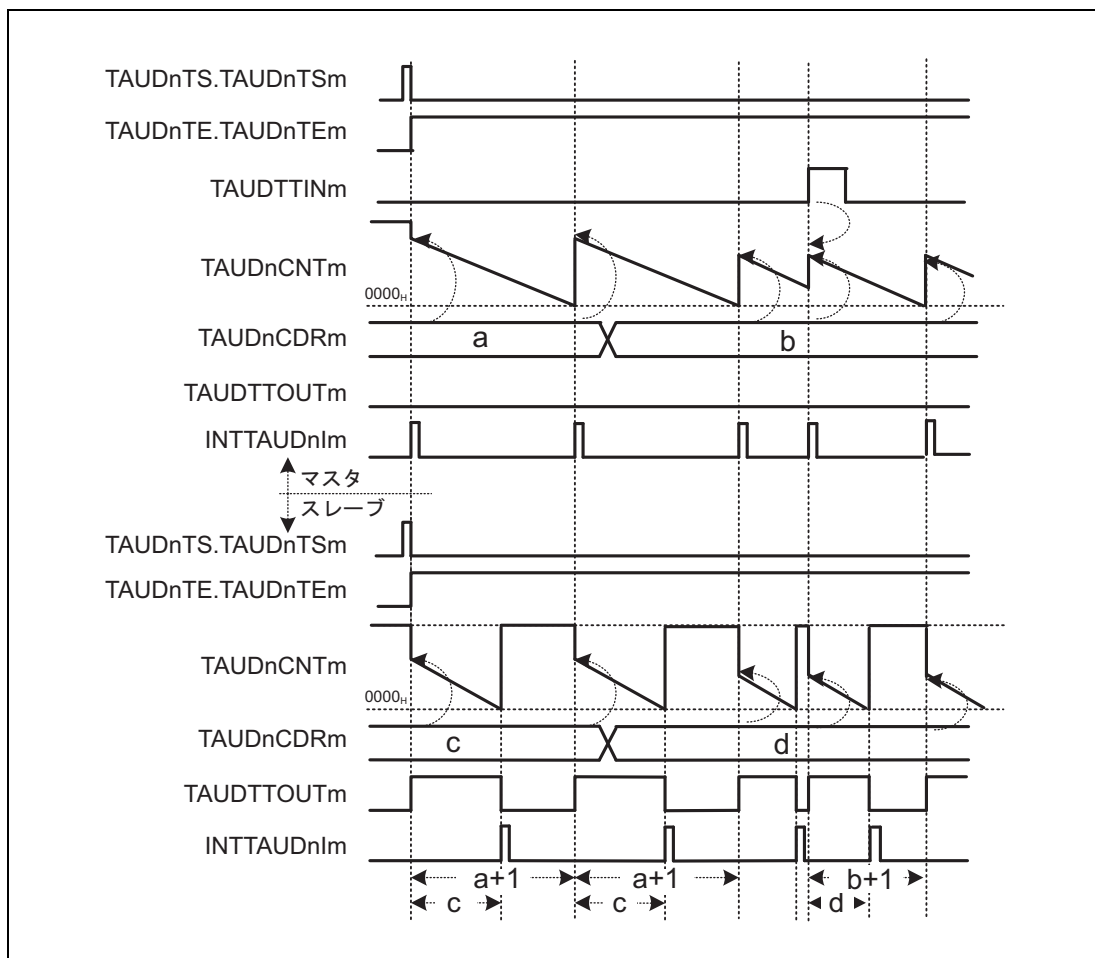 TAUDnTS.TAUDnTSm
TAUDnTE.TAUDnTEm
TAUDTTINm
TAUDnCNTm
0000H
TAUDnCDRm
a
b
TAUDTTOUTm
INTTAUDnIm
マスタ
スレーブ
TAUDnTS.TAUDnTSm
TAUDnTE.TAUDnTEm
TAUDnCNTm
0000H
TAUDnCDRm
c
d
TAUDTTOUTm
INTTAUDnIm
a+1
a+1
b+1
c
c
d